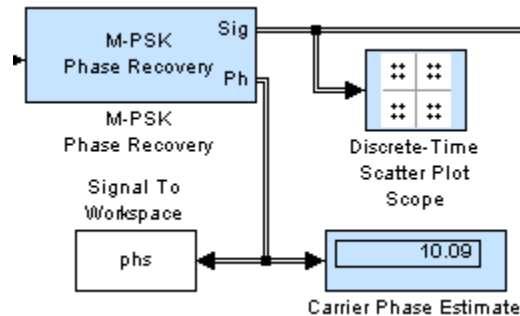 M-PSK
Phase Recovery
Sig
Ph
M-PSK
Phase Recovery
Discrete-Time
Scatter Plot
Scope
Signal To
Workspace
phs
10.09
Carrier Phase Estimate